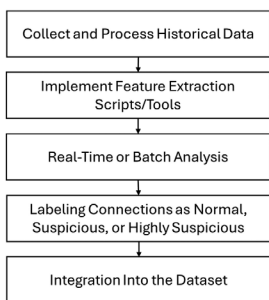 Collect and Process Historical Data
Implement Feature Extraction
Scripts/Tools
Real-Time or Batch Analysis
Labeling Connections as Normal,
Suspicious, or Highly Suspicious
Integration Into the Dataset